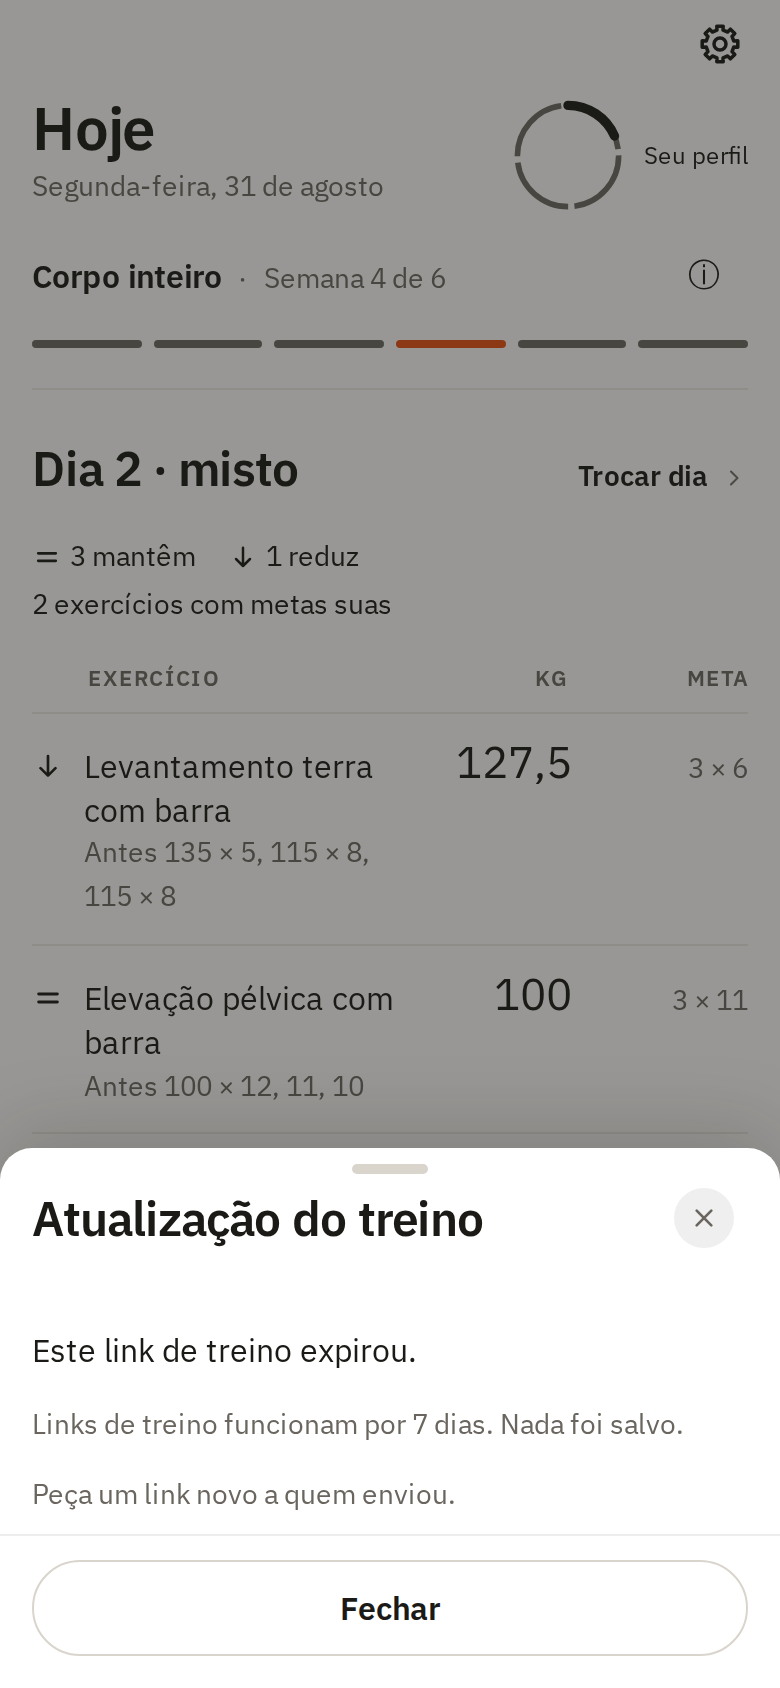 Hoje
Segunda-feira, 31 de agosto
Seu perfil
Corpo inteiro · Semana 4 de 6
Dia 2 · misto
Trocar dia
3 mantêm ↓ 1 reduz
2 exercícios com metas suas
EXERCÍCIO KG META
↓ Levantamento terra 127,5 3 × 6
com barra
Antes 135 × 5, 115 × 8,
115 × 8
= Elevação pélvica com 100 3 × 11
barra
Antes 100 × 12, 11, 10
Atualização do treino
Este link de treino expirou.
Links de treino funcionam por 7 dias. Nada foi salvo.
Peça um link novo a quem enviou.
Fechar